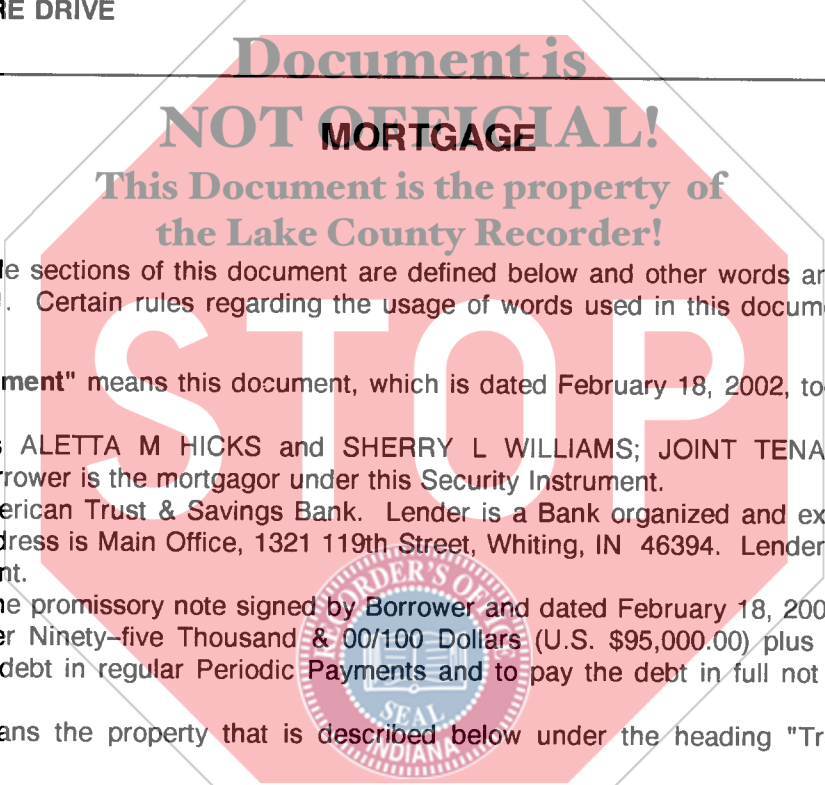 RE DRIVE
Document is
NOT OFFICIAL!
MORTGAGE
This Document is the property of
the Lake County Recorder!
le sections of this document are defined below and other words ar
. Certain rules regarding the usage of words used in this docum
STOP
ment" means this document, which is dated February 18, 2002, to
ALETTA M HICKS and SHERRY L WILLIAMS; JOINT TENA
rrower is the mortgagor under this Security Instrument.
erican Trust & Savings Bank. Lender is a Bank organized and ex
dress is Main Office, 1321 119th Street, Whiting, IN 46394. Lender
nt.
RECORDER'S OF
ne promissory note signed by Borrower and dated February 18, 200
er Ninety-five Thousand & 00/100 Dollars (U.S. $95,000.00) plus
debt in regular Periodic Payments and to pay the debt in full not
SEAL
INDIANA
ans the property that is described below under the heading "Tr